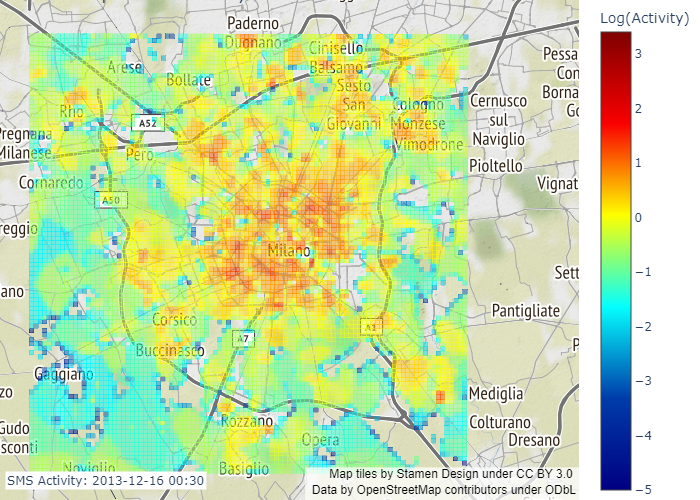 Log(Activity)
Paderno
Dugnano
Cinisello
Balsamo
Arese
Bollate
Sesto
San
Giovanni
Rho
A52
Cologno
Monzese
Vimodrone
Cernusco
sul
Naviglio
Pessa
Con
Borna
Go
Pregnana
Milanese
Pero
Pioltello
Cornaredo
A50
Vignat
reggio
Milano
Sett
ano
Pantigliate
Corsico
A7
A1
Buccinasco
P
Gaggiano
zo
Mediglia
Gudo
sconti
Rozzano
Colturano
Dresano
Opera
Noviglio
Basiglio
3
2
1
0
−1
−2
−3
−4
−5
SMS Activity: 2013-12-16 00:30
Map tiles by Stamen Design under CC BY 3.0
Data by OpenStreetMap contributors under ODbL